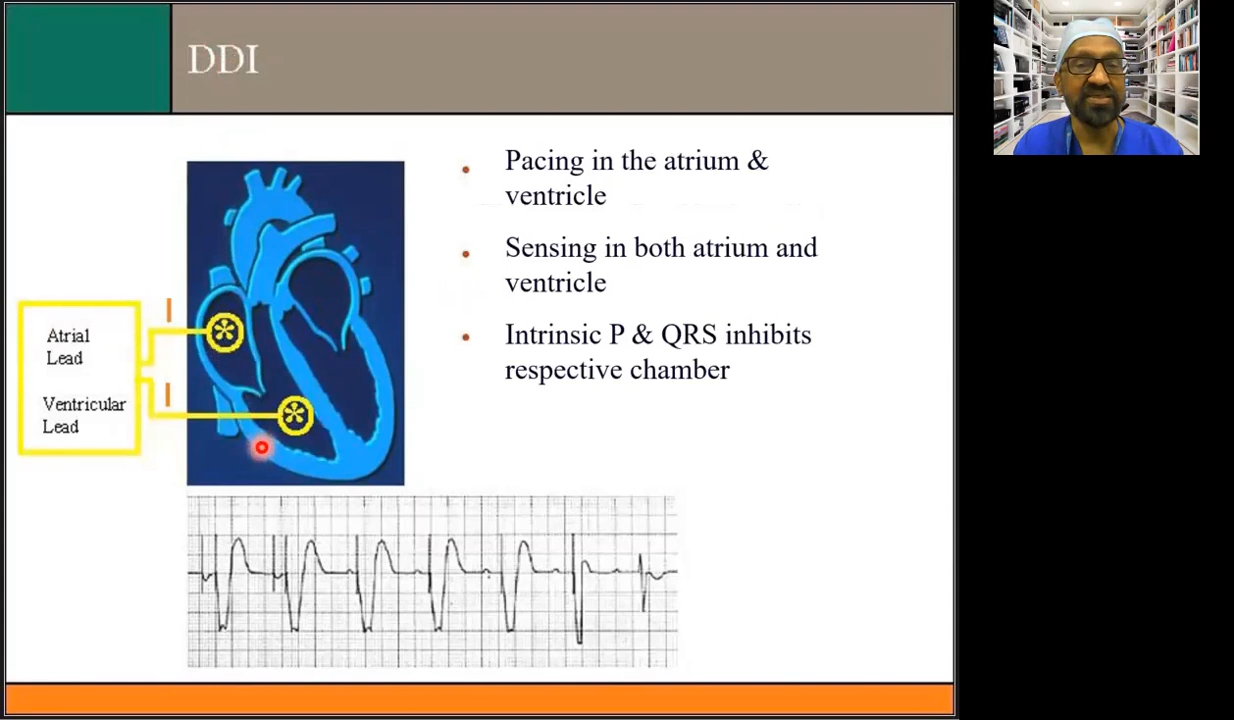 DDI
Pacing in the atrium &
ventricle
Sensing in both atrium and
ventricle
Intrinsic P & QRS inhibits
respective chamber
I
Atrial
Lead
I
Ventricular
Lead